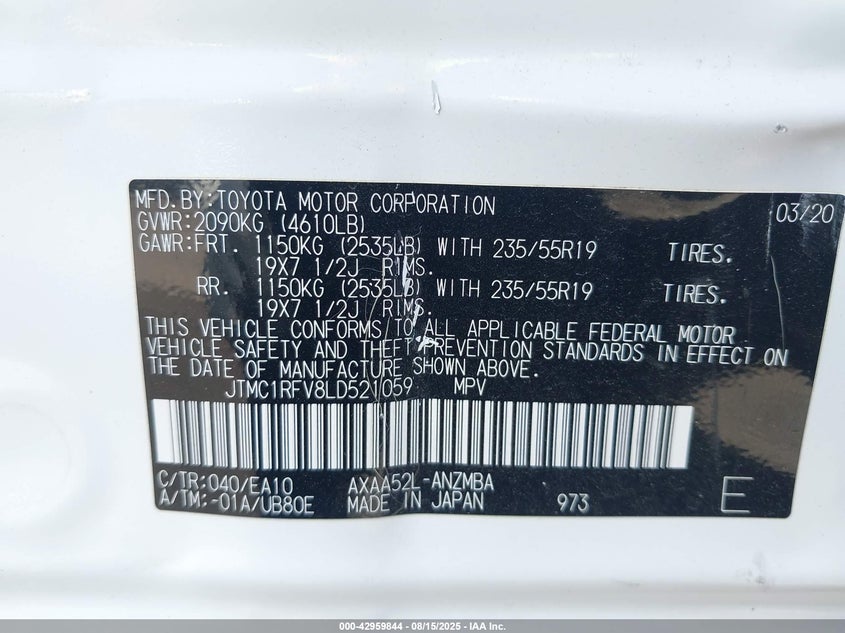 MFD.BY:TOYOTA MOTOR CORPORATION 03/20
GVWR:2090KG (4610LB)
GAWR:FRT. 1150KG (2535LB) WITH 235/55R19 TIRES.
19X7 1/2J RIMS.
RR. 1150KG (2535LB) WITH 235/55R19 TIRES.
19X7 1/2J RIMS.
THIS VEHICLE CONFORMS TO ALL APPLICABLE FEDERAL MOTOR
VEHICLE SAFETY AND THEFT PREVENTION STANDARDS IN EFFECT ON
THE DATE OF MANUFACTURE SHOWN ABOVE.
JTMC1RFV8LD521059 MPV
C/TR:040/EA10 AXAA52L-ANZMBA
A/TM:-01A/UB80E MADE IN JAPAN 973 E
000-42959844 - 08/15/2025 - IAA Inc.